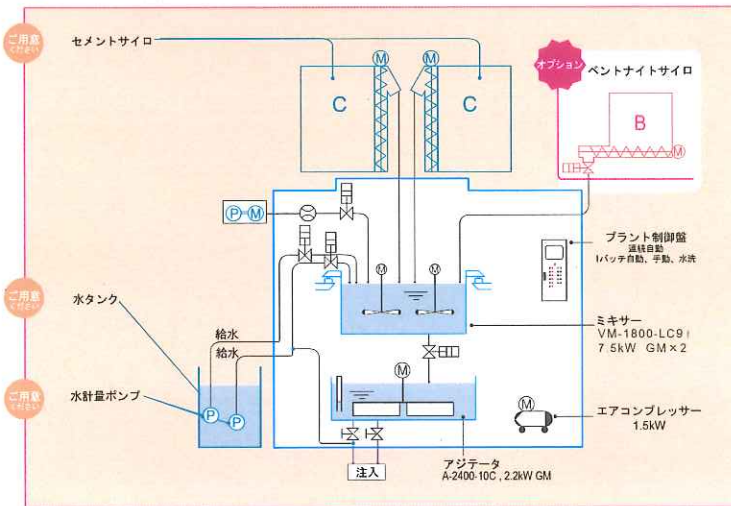 ご用意
ください
セメントサイロ
M
M
C
C
オプション
ベントナイトサイロ
B
M
P
M
プラント制御盤
連続自動
1バッチ自動、手動、水洗
M
M
ご用意
ください
水タンク
給水
給水
ミキサー
VM-1800-LC9
7.5kW GM×2
ご用意
ください
水計量ポンプ
P
P
M
M
エアコンプレッサー
1.5kW
注入
アジテータ
A-2400-10C , 2.2kW GM